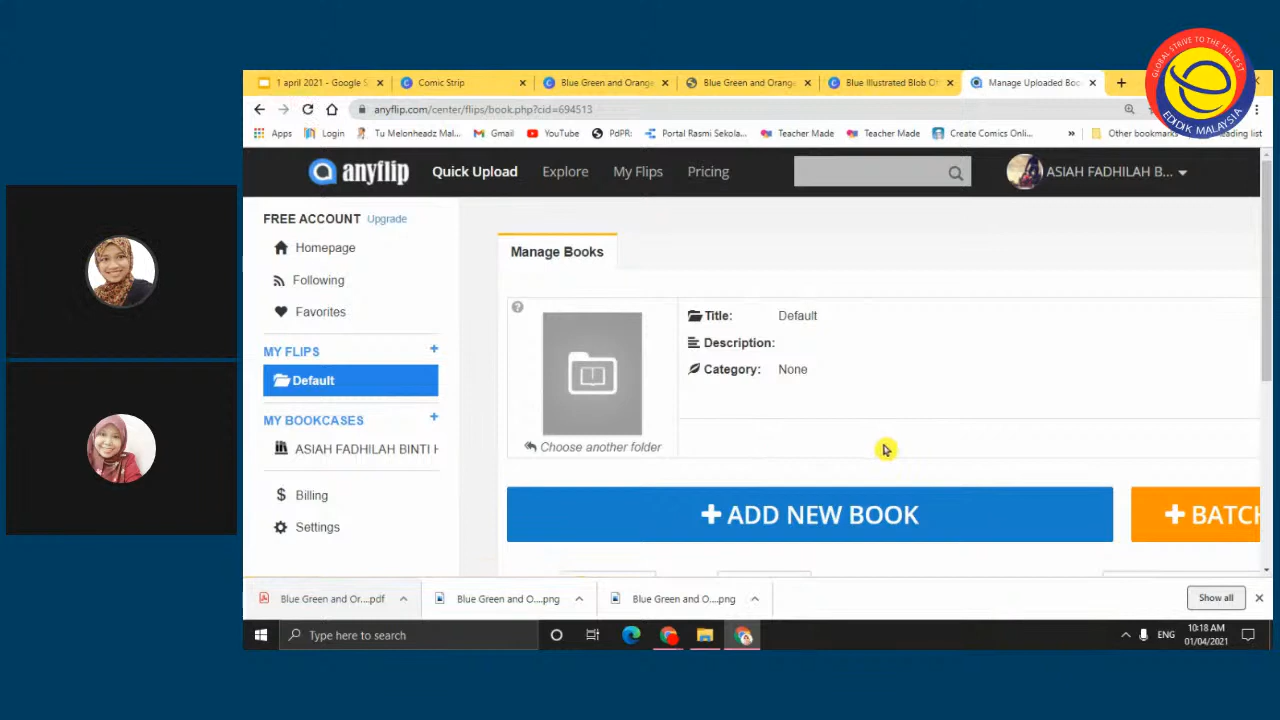 GLOBAL STRIVE TO THE FULLEST
EDIDIK MALAYSIA
1 april 2021 - Google S
Comic Strip
Blue Green and Orange
Blue Green and Orange
Blue Illustrated Blob O
Manage Uploaded Boo
anyflip.com/center/flips/book.php?cid=694513
Apps
Login
Tu Melonheadz Mal...
Gmail
YouTube
PdPR:
Portal Rasmi Sekola...
Teacher Made
Teacher Made
Create Comics Onli...
»
Other bookmarks
ading list
anyflip
Quick Upload
Explore
My Flips
Pricing
ASIAH FADHILAH B...
FREE ACCOUNT Upgrade
Homepage
Following
Favorites
MY FLIPS +
Default
MY BOOKCASES +
ASIAH FADHILAH BINTI H
$ Billing
Settings
Manage Books
?
Choose another folder
Title: Default
Description:
Category: None
+ ADD NEW BOOK
+ BATCH
Blue Green and Or....pdf
Blue Green and O....png
Blue Green and O....png
Show all
Type here to search
ENG
10:18 AM
01/04/2021